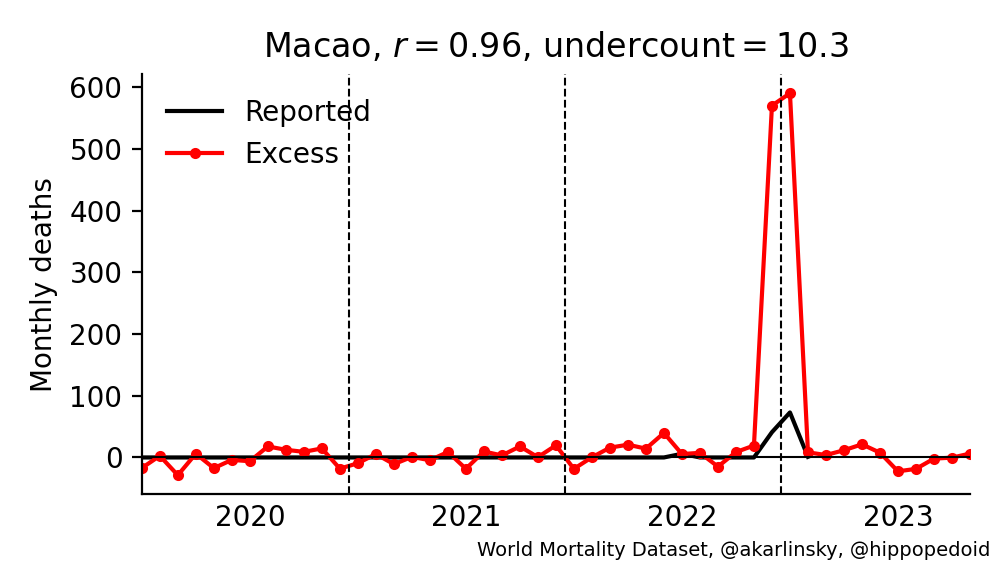 Macao, r = 0.96, undercount = 10.3
Monthly deaths
600
500
400
300
200
100
0
Reported
Excess
2020 2021 2022 2023
World Mortality Dataset, @akarlinsky, @hippopedoid